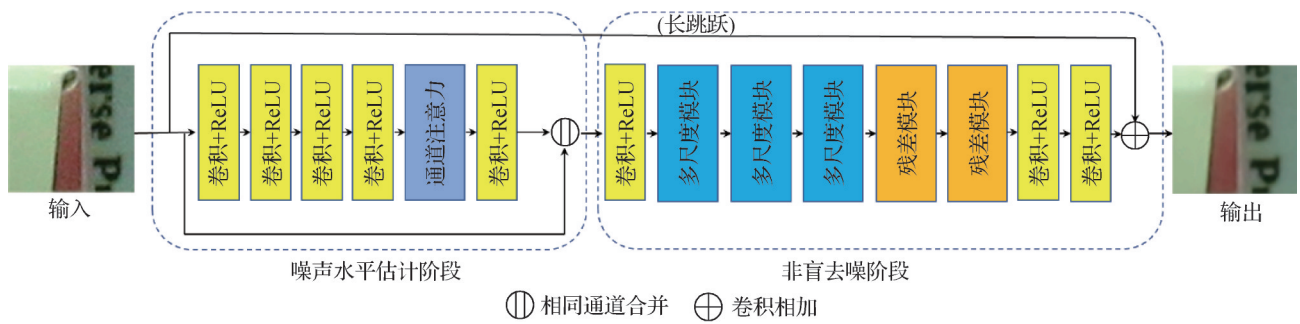 (长跳跃)
卷积+ReLU
卷积+ReLU
卷积+ReLU
卷积+ReLU
通道注意力
卷积+ReLU
卷积+ReLU
多尺度模块
多尺度模块
多尺度模块
残差模块
残差模块
卷积+ReLU
卷积+ReLU
erse Pu
输入
erse Pu
输出
噪声水平估计阶段
非盲去噪阶段
相同通道合并
卷积相加